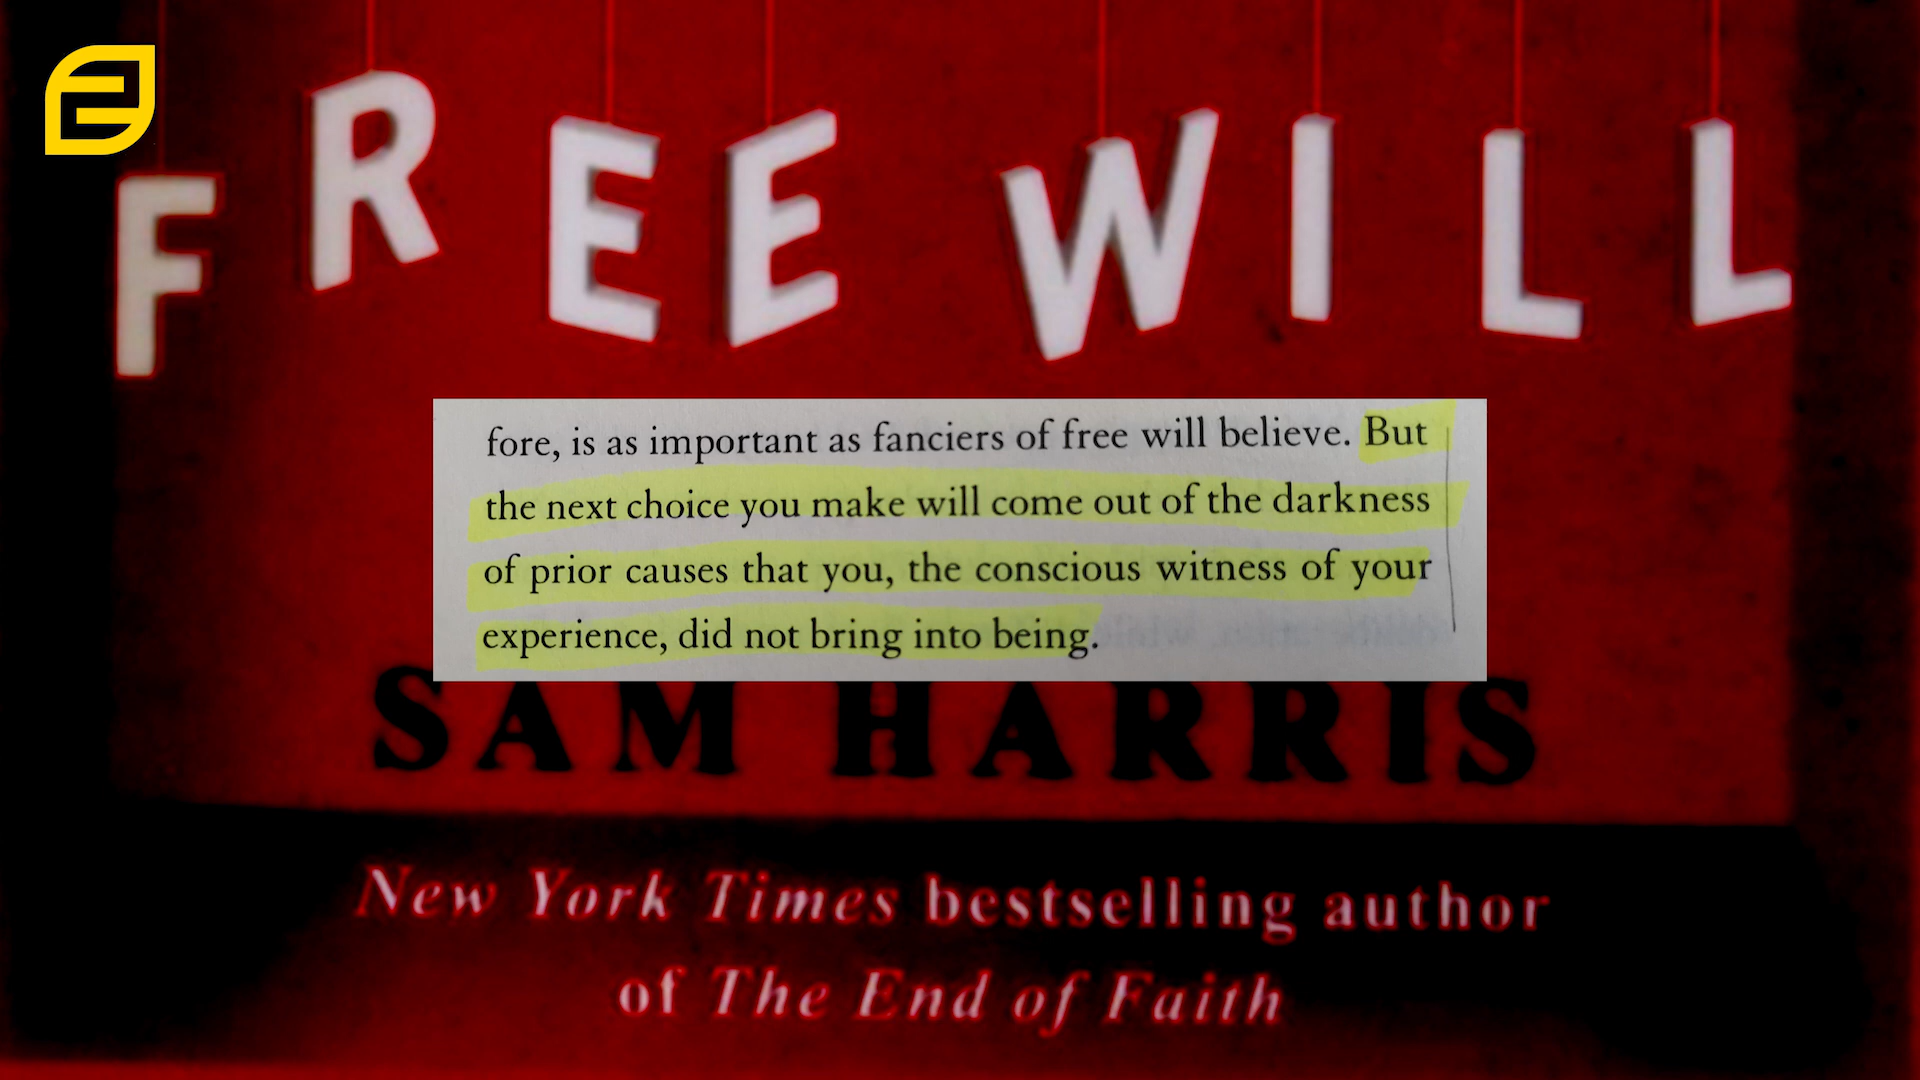 FREE WILL
fore, is as important as fanciers of free will believe. But
the next choice you make will come out of the darkness
of prior causes that you, the conscious witness of your
experience, did not bring into being.
SAM HARRIS
New York Times bestselling author
of The End of Faith